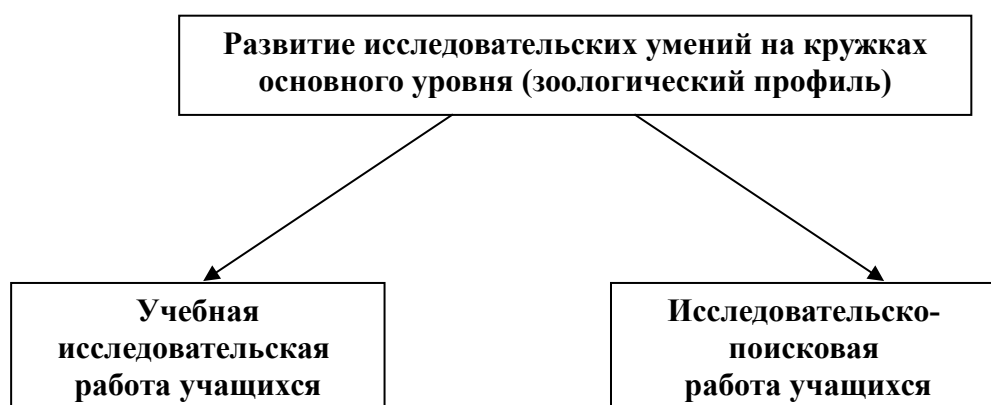 Развитие исследовательских умений на кружках
основного уровня (зоологический профиль)
Учебная
исследовательская
работа учащихся
Исследовательско-
поисковая
работа учащихся